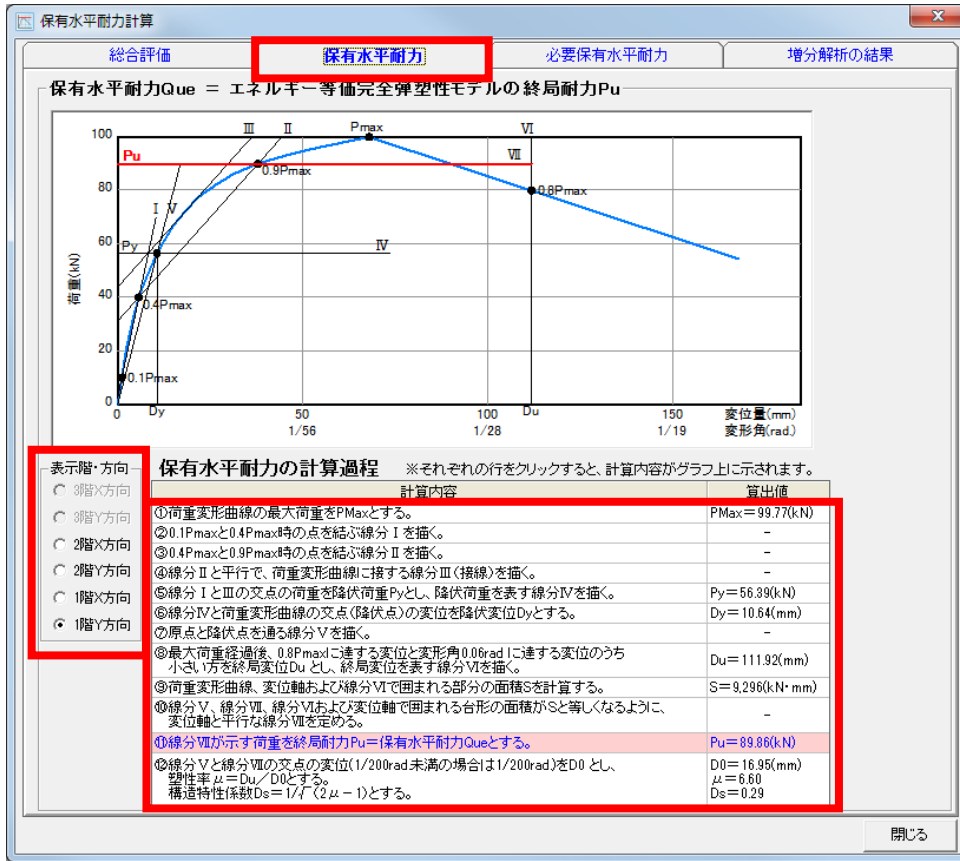 保有水平耐力計算
総合評価
保有水平耐力
必要保有水平耐力
増分解析の結果
保有水平耐力Que = エネルギー等価完全弾塑性モデルの終局耐力Pu
荷重(kN)
100
80
60
40
20
0
Ⅲ
Ⅱ
Pmax
Ⅵ
Pu
Ⅶ
0.9Pmax
0.8Pmax
Ⅰ
Ⅴ
Py
Ⅳ
0.4Pmax
0.1Pmax
0
Dy
50
100
Du
150
変位量(mm)
1/56
1/28
1/19
変形角(rad.)
表示階・方向
3階X方向
3階Y方向
2階X方向
2階Y方向
1階X方向
1階Y方向
保有水平耐力の計算過程 ※それぞれの行をクリックすると、計算内容がグラフ上に示されます。
計算内容 算出値
①荷重変形曲線の最大荷重をPMaxとする。 PMax=99.77(kN)
②0.1Pmaxと0.4Pmax時の点を結ぶ線分Ⅰを描く。 -
③0.4Pmaxと0.9Pmax時の点を結ぶ線分Ⅱを描く。 -
④線分Ⅱと平行で、荷重変形曲線に接する線分Ⅲ(接線)を描く。 -
⑤線分ⅠとⅢの交点の荷重を降伏荷重Pyとし、降伏荷重を表す線分Ⅳを描く。 Py=56.39(kN)
⑥線分Ⅳと荷重変形曲線の交点(降伏点)の変位を降伏変位Dyとする。 Dy=10.64(mm)
⑦原点と降伏点を通る線分Ⅴを描く。 -
⑧最大荷重経過後、0.8Pmaxに達する変位と変形角0.06radに達する変位のうち
小さい方を終局変位Duとし、終局変位を表す線分Ⅵを描く。 Du=111.92(mm)
⑨荷重変形曲線、変位軸および線分Ⅵで囲まれる部分の面積Sを計算する。 S=9,296(kN・mm)
⑩線分Ⅴ、線分Ⅶ、線分Ⅵおよび変位軸で囲まれる台形の面積がSと等しくなるように、
変位軸と平行な線分Ⅶを定める。 -
⑪線分Ⅶが示す荷重を終局耐力Pu=保有水平耐力Queとする。 Pu=89.86(kN)
⑫線分Ⅴと線分Ⅶの交点の変位(1/200rad.未満の場合は1/200rad.)をD0とし、 D0=16.95(mm)
塑性率μ=Du/D0とする。 μ=6.60
構造特性係数Ds=1/√(2μ-1)とする。 Ds=0.29
閉じる